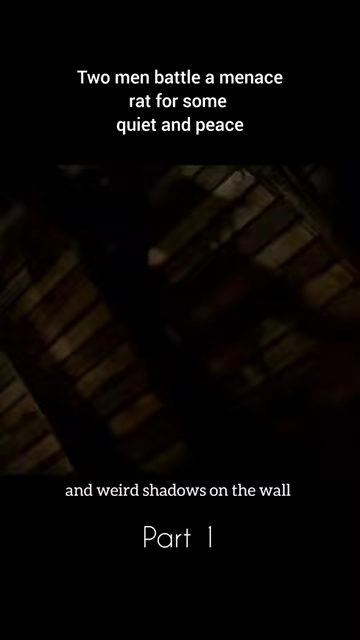 Two men battle a menace
rat for some
quiet and peace
and weird shadows on the wall
Part 1